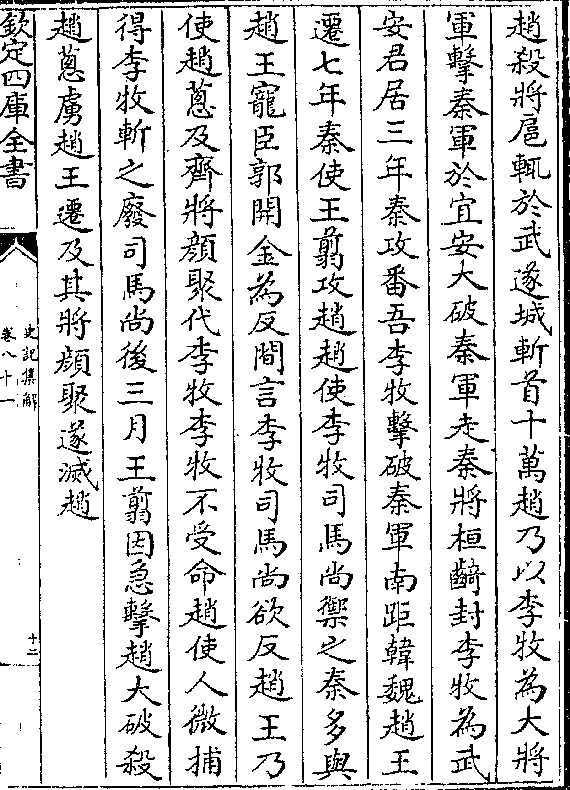 趙殺將扈輒於武遂城斬首十萬趙乃以李牧為大將
軍擊秦軍於宜安大破秦軍走秦將桓齮封李牧為武
安君居三年秦攻番吾李牧擊破秦軍南距韓魏趙王
遷七年秦使王翦攻趙趙使李牧司馬尚禦之秦多與
趙王寵臣郭開金為反間言李牧司馬尚欲反趙王乃
使趙蔥及齊將顔聚代李牧李牧不受命趙使人微捕
得李牧斬之廢司馬尚後三月王翦因急擊趙大破殺
趙蔥虜趙王遷及其將顔聚遂滅趙
欽定四庫全書
史記集解
卷八十一
十二